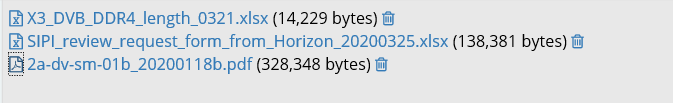 X3_DVB_DDR4_length_0321.xlsx (14,229 bytes)
SIPI_review_request_form_from_Horizon_20200325.xlsx (138,381 bytes)
2a-dv-sm-01b_20200118b.pdf (328,348 bytes)